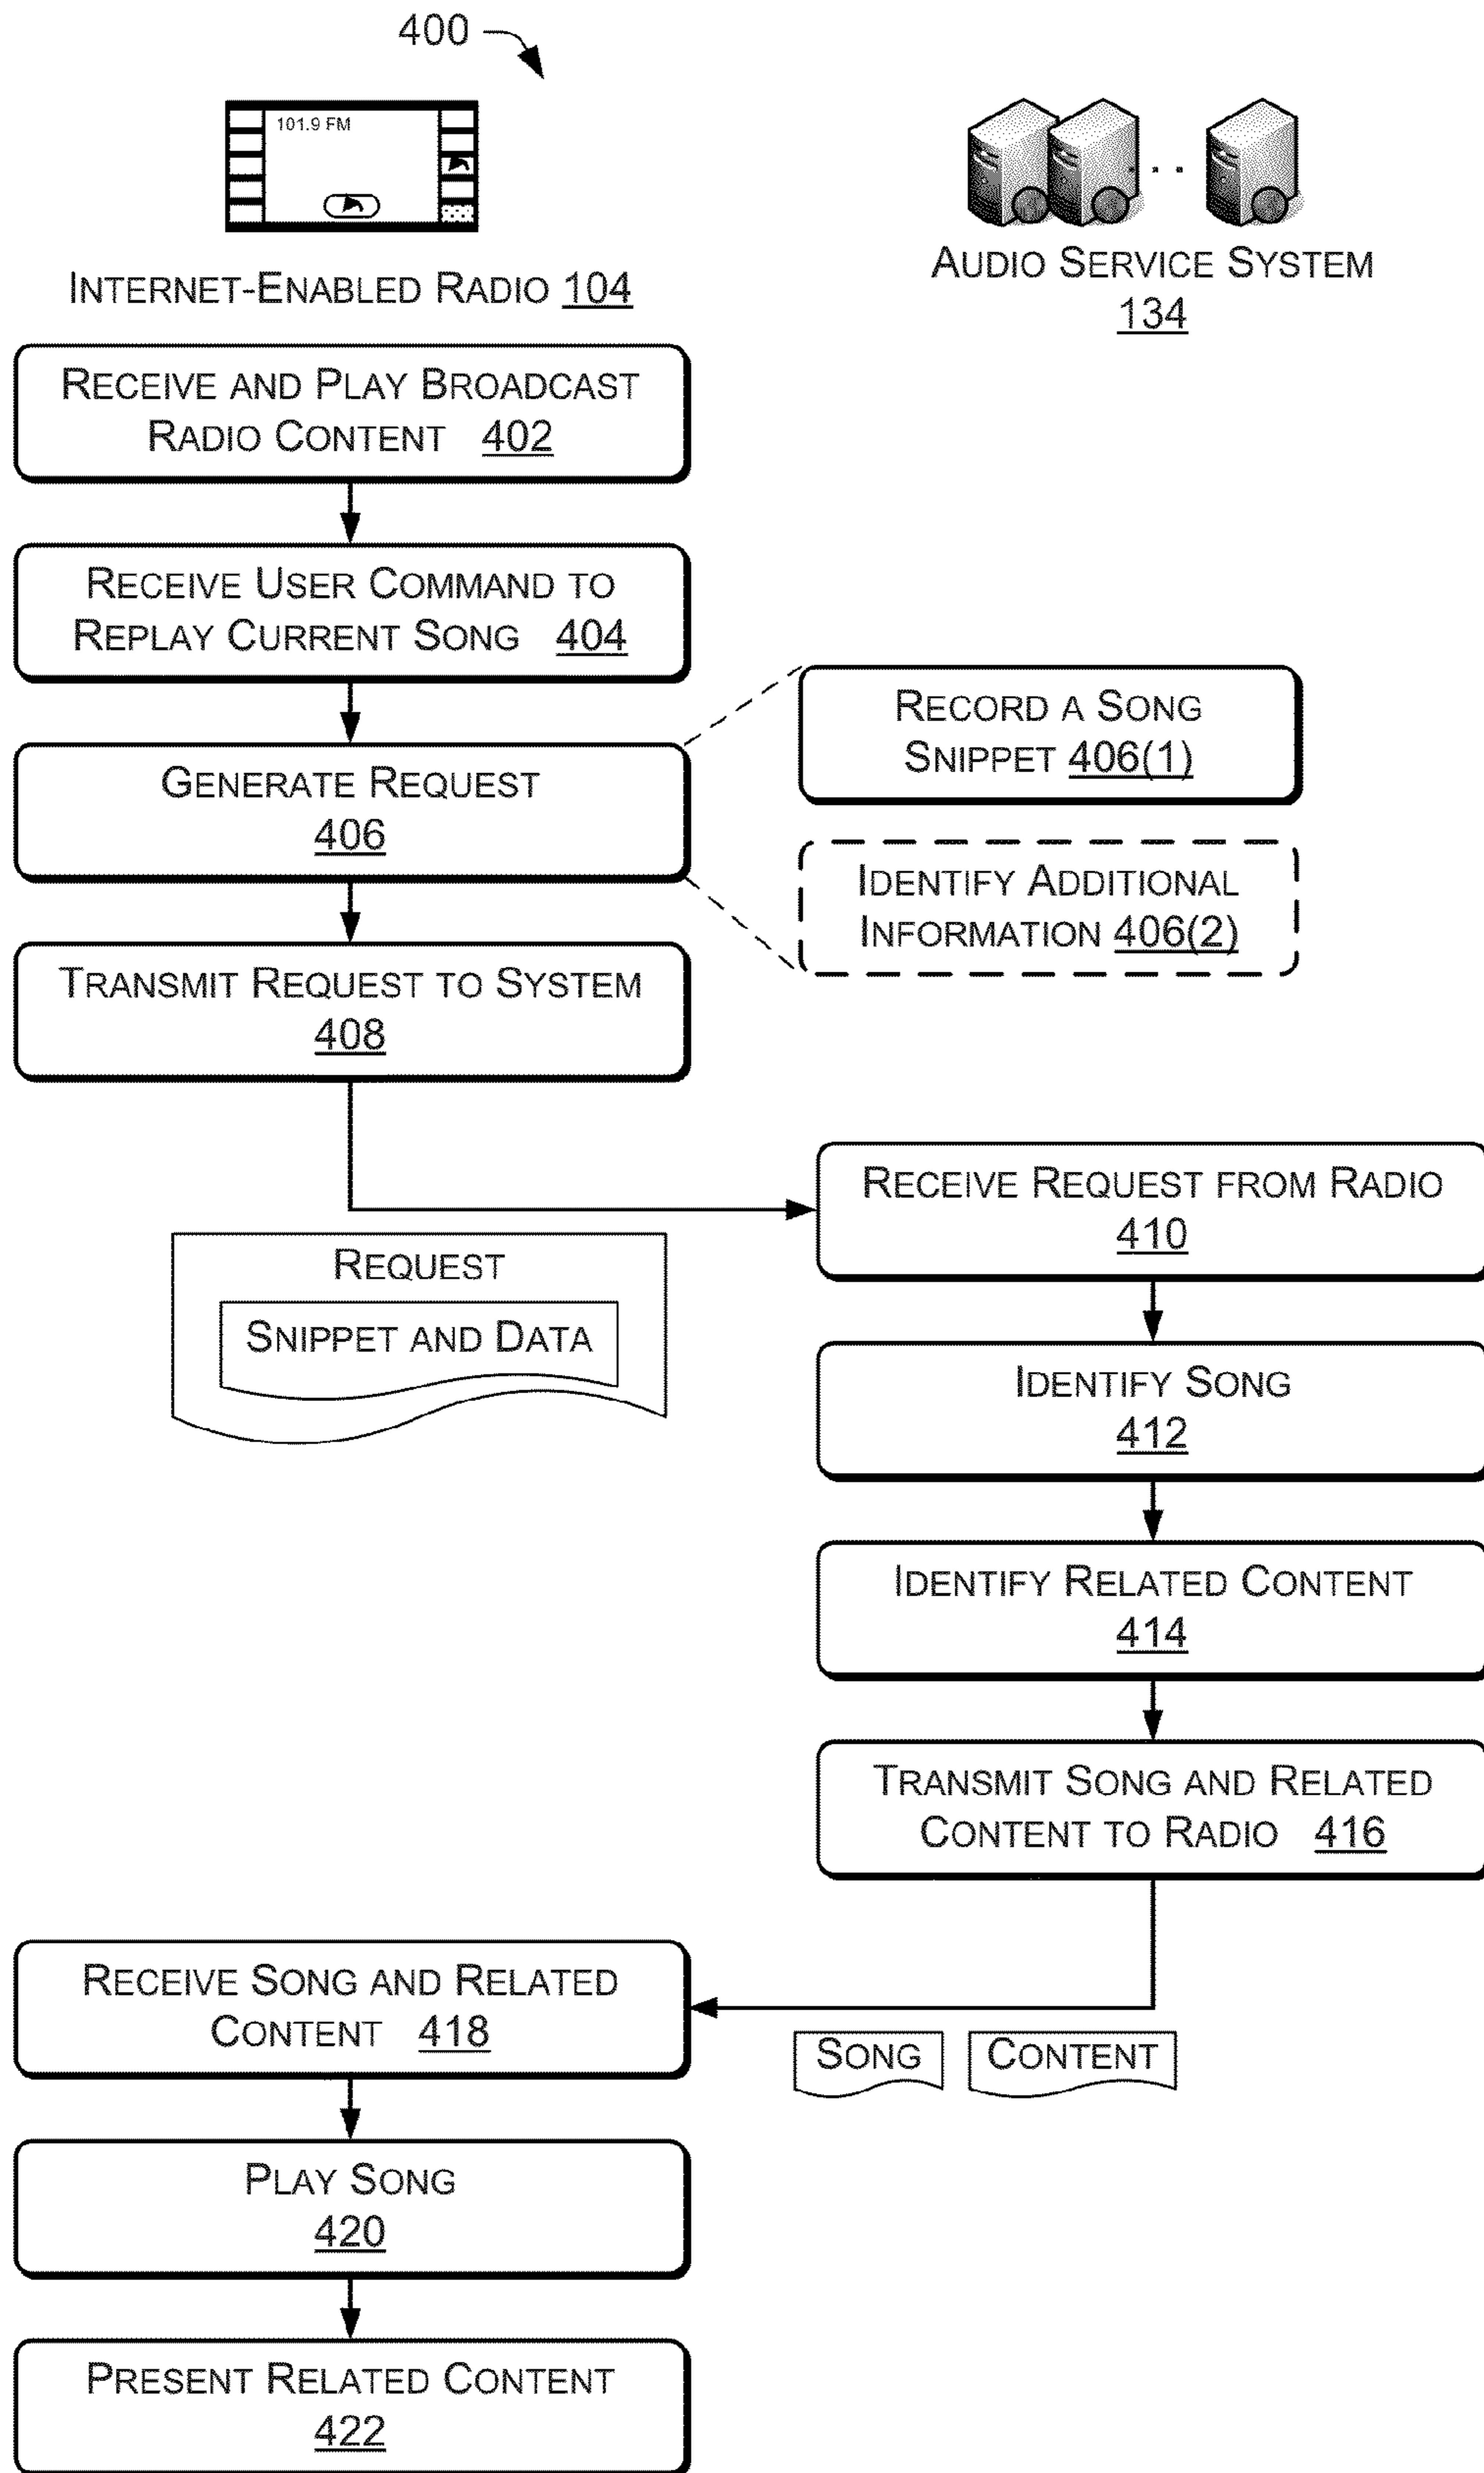 400
101.9 FM
INTERNET-ENABLED RADIO 104
AUDIO SERVICE SYSTEM
134
RECEIVE AND PLAY BROADCAST
RADIO CONTENT 402
RECEIVE USER COMMAND TO
REPLAY CURRENT SONG 404
GENERATE REQUEST
406
RECORD A SONG
SNIPPET 406(1)
IDENTIFY ADDITIONAL
INFORMATION 406(2)
TRANSMIT REQUEST TO SYSTEM
408
REQUEST
SNIPPET AND DATA
RECEIVE REQUEST FROM RADIO
410
IDENTIFY SONG
412
IDENTIFY RELATED CONTENT
414
TRANSMIT SONG AND RELATED
CONTENT TO RADIO 416
SONG
CONTENT
RECEIVE SONG AND RELATED
CONTENT 418
PLAY SONG
420
PRESENT RELATED CONTENT
422